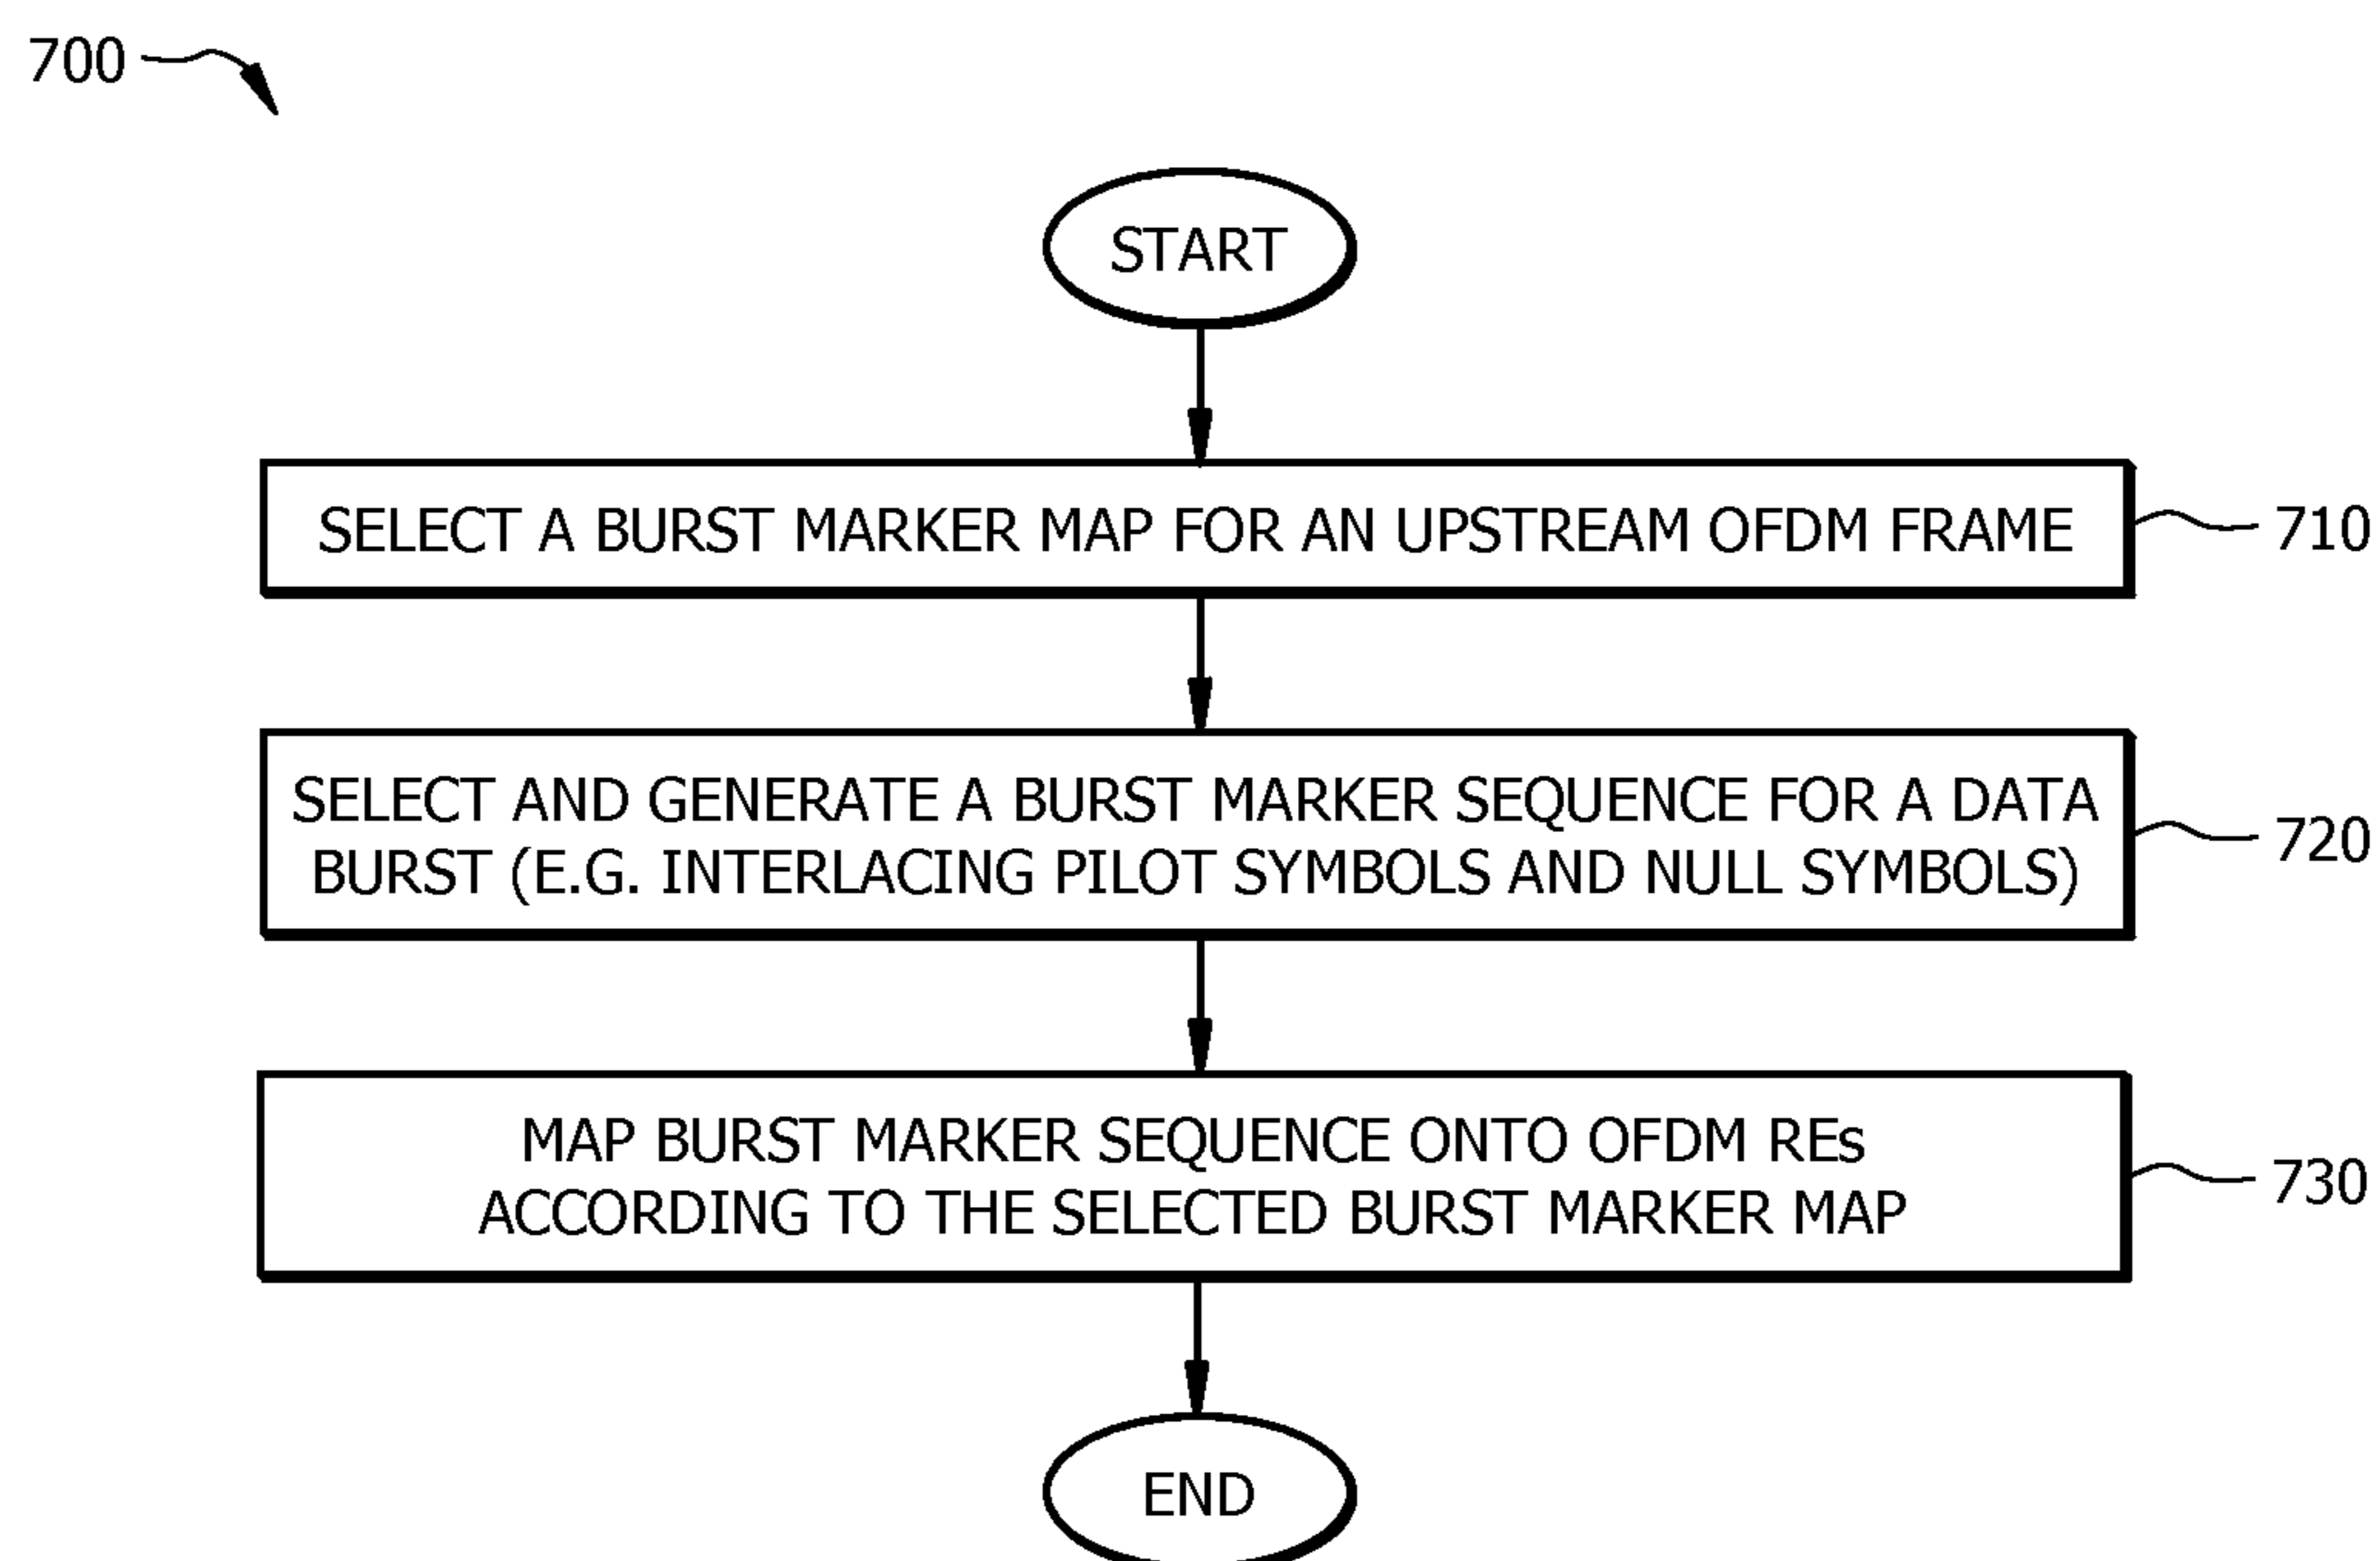 700
START
SELECT A BURST MARKER MAP FOR AN UPSTREAM OFDM FRAME
710
SELECT AND GENERATE A BURST MARKER SEQUENCE FOR A DATA
BURST (E.G. INTERLACING PILOT SYMBOLS AND NULL SYMBOLS)
720
MAP BURST MARKER SEQUENCE ONTO OFDM REs
ACCORDING TO THE SELECTED BURST MARKER MAP
730
END